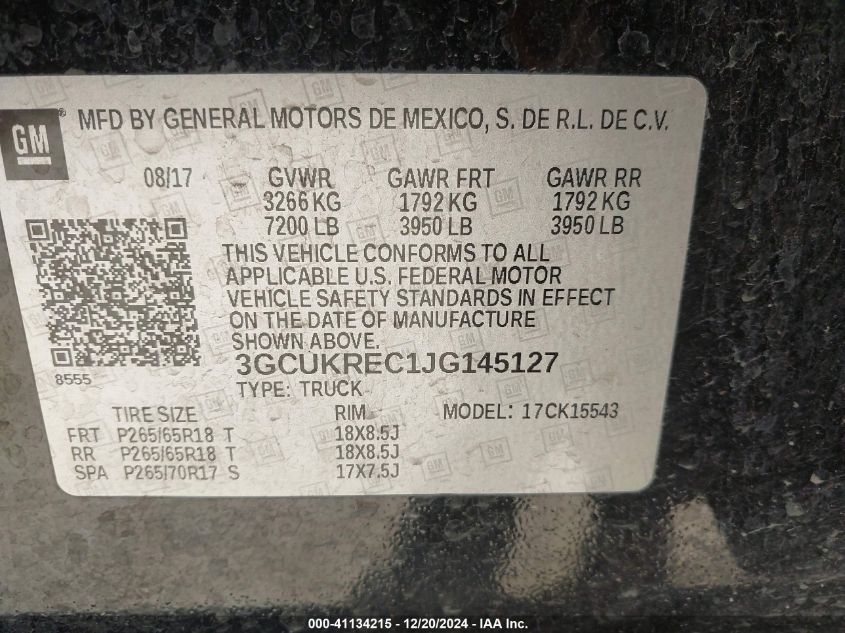 GM® MFD BY GENERAL MOTORS DE MEXICO, S. DE R.L. DE C.V.
08/17 GVWR GAWR FRT GAWR RR
3266 KG 1792 KG 1792 KG
7200 LB 3950 LB 3950 LB
THIS VEHICLE CONFORMS TO ALL
APPLICABLE U.S. FEDERAL MOTOR
VEHICLE SAFETY STANDARDS IN EFFECT
ON THE DATE OF MANUFACTURE
SHOWN ABOVE.
8555
3GCUKREC1JG145127
TYPE: TRUCK
TIRE SIZE RIM MODEL: 17CK15543
FRT P265/65R18 T 18X8.5J
RR P265/65R18 T 18X8.5J
SPA P265/70R17 S 17X7.5J
000-41134215 - 12/20/2024 - IAA Inc.